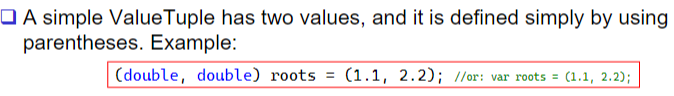 ❑ A simple ValueTuple has two values, and it is defined simply by using
parentheses. Example:
(double, double) roots = (1.1, 2.2); //or: var roots = (1.1, 2.2);